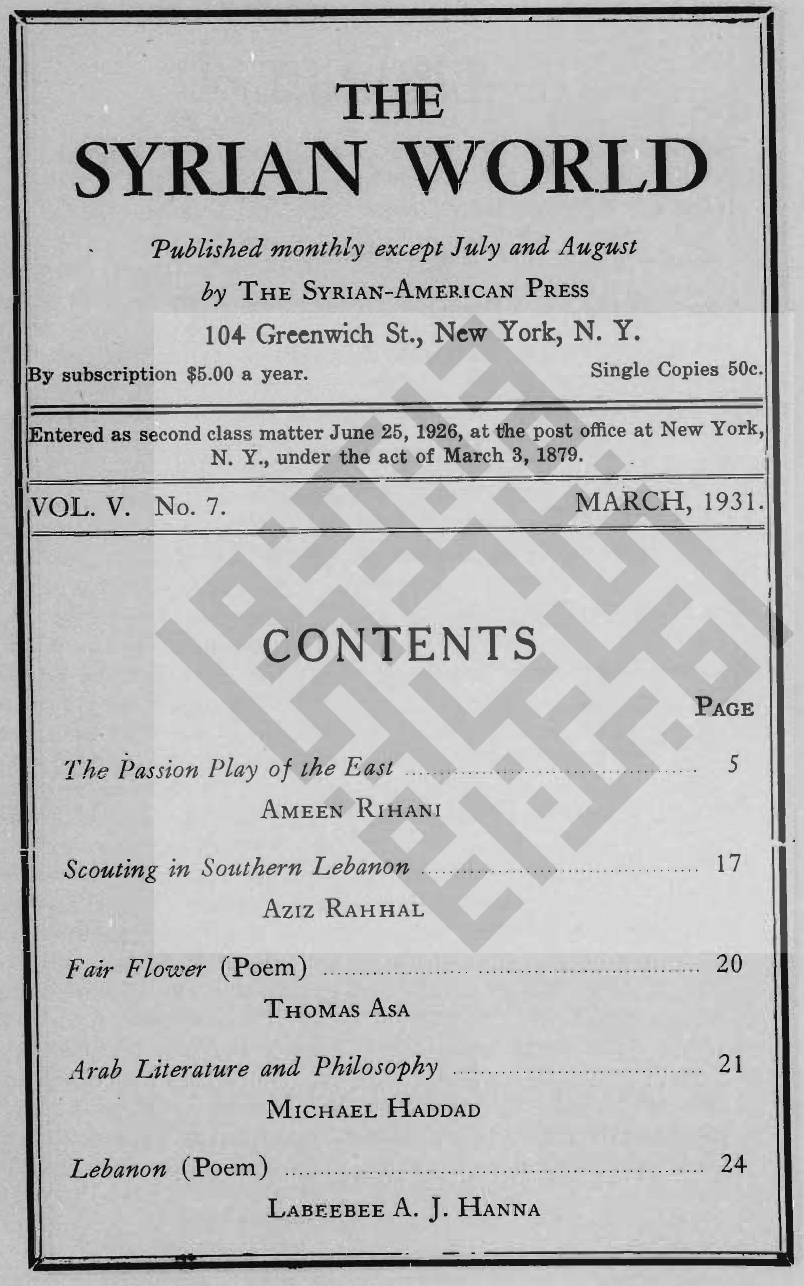 THE
SYRIAN WORLD
Published monthly except July and August
by THE SYRIAN-AMERICAN PRESS
104 Greenwich St., New York, N. Y.
By subscription $5.00 a year. Single Copies 50c.
Entered as second class matter June 25, 1926, at the post office at New York,
N. Y., under the act of March 3, 1879.
VOL. V. No. 7. MARCH, 1931.
CONTENTS
PAGE
The Passion Play of the East 5
AMEEN RIHANI
Scouting in Southern Lebanon 17
AZIZ RAHHAL
Fair Flower (Poem) 20
THOMAS ASA
Arab Literature and Philosophy 21
MICHAEL HADDAD
Lebanon (Poem) 24
LABEEBEE A. J. HANNA